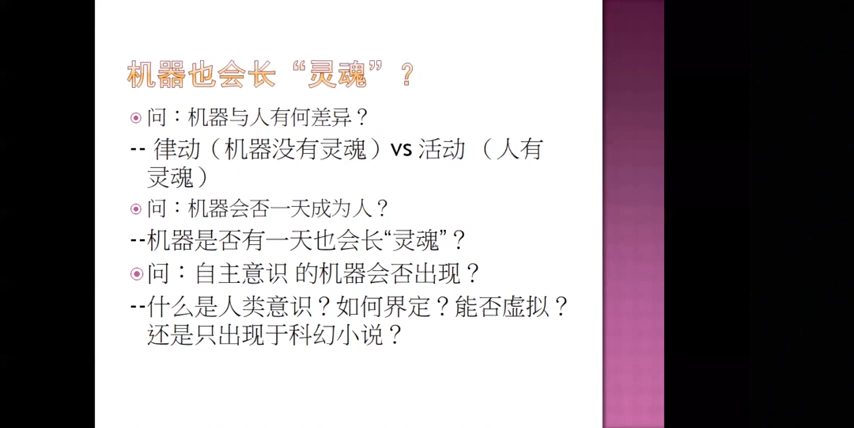 机器也会长“灵魂”？
问：机器与人有何差异？
-- 律动（机器没有灵魂）vs 活动 （人有
灵魂）
问：机器会否一天成为人？
--机器是否有一天也会长“灵魂”？
问：自主意识 的机器会否出现？
--什么是人类意识？如何界定？能否虚拟？
还是只出现于科幻小说？